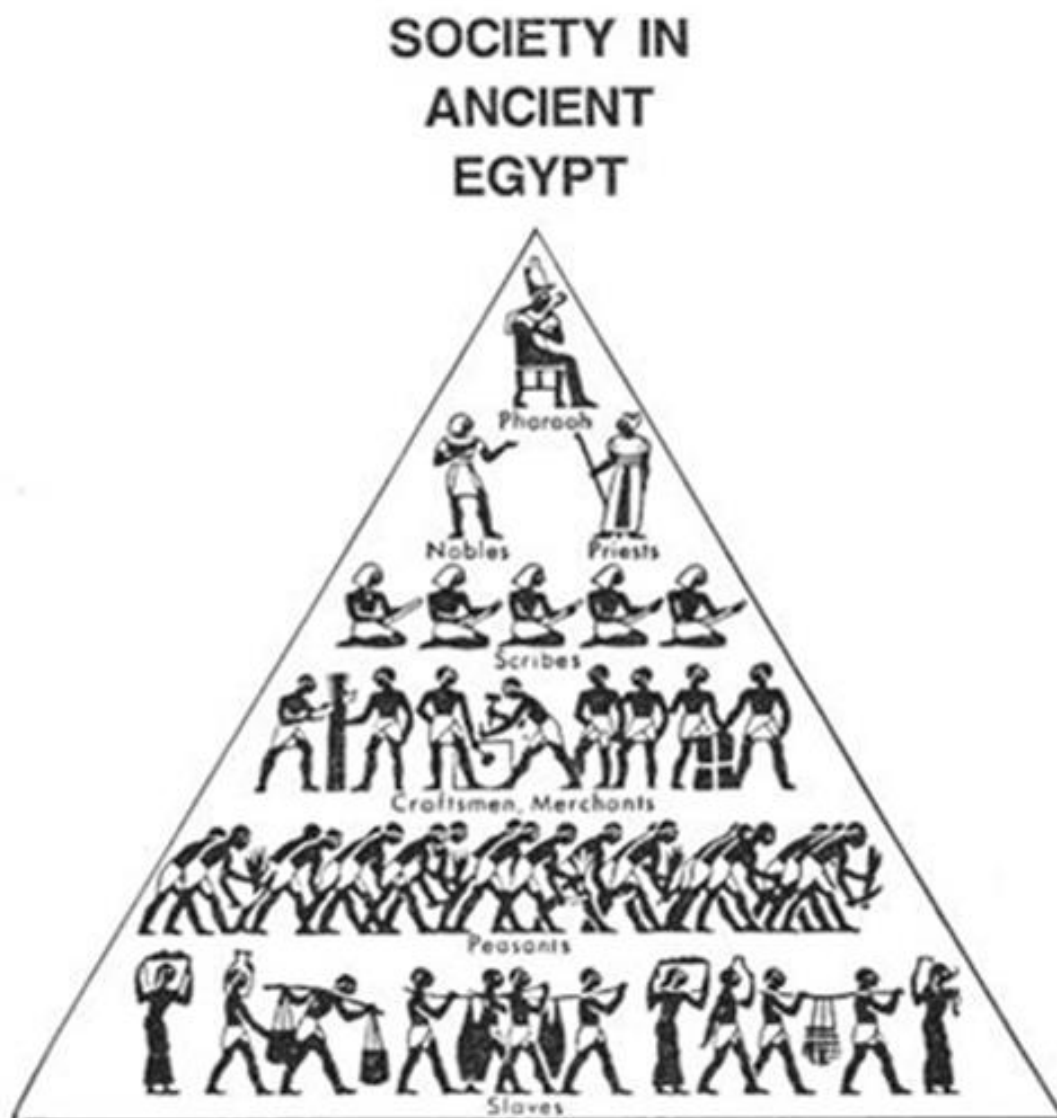 SOCIETY IN
ANCIENT
EGYPT
Pharaoh
Nobles Priests
Scribes
Craftsmen, Merchants
Peasants
Slaves